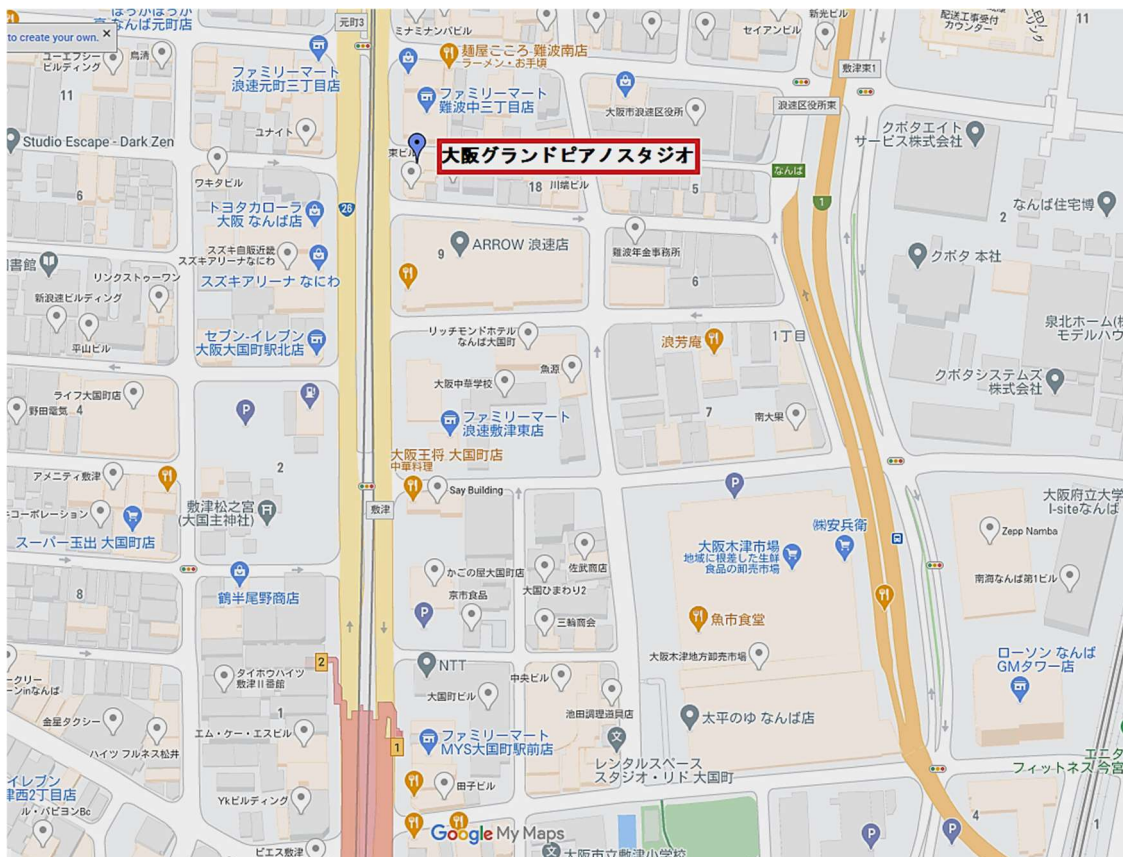 なんば元町店
元町3
to create your own.
×
ミナミナンバビル
新光ビル
セイアンビル
配送工事受付
カウンター
11
ユーエフシー
ビルディング
鳥清
麺屋こころ 難波南店
ラーメン・お手頃
敷津東1
ファミリーマート
浪速元町三丁目店
11
ファミリーマート
難波中三丁目店
大阪市浪速区役所
浪速区役所東
クボタエイト
サービス株式会社
Studio Escape - Dark Zen
ユナイト
東ビル
大阪グランドピアノスタジオ
なんば
ワキタビル
6
18
川端ビル
5
1
2
なんば住宅博
トヨタカローラ
大阪 なんば店
26
スズキ自販近畿
スズキアリーナなにわ
9
ARROW 浪速店
難波年金事務所
クボタ 本社
書館
リンクストゥーワン
スズキアリーナ なにわ
6
新浪速ビルディング
セブン-イレブン
大阪大国町駅北店
リッチモンドホテル
なんば大国町
浪芳庵
1丁目
泉北ホーム(株
モデルハウ
平山ビル
魚源
クボタシステムズ
株式会社
ライフ大国町店
野田電気
4
P
大阪中華学校
ファミリーマート
浪速敷津東店
7
南大巣
2
大阪王将 大国町店
中華料理
アメニティ敷津
Say Building
P
敷津
敷津松之宮
(大国主神社)
コーポレーション
スーパー玉出 大国町店
㈱安兵衛
大阪木津市場
地域に根差した生鮮
食品の卸売市場
大阪府立大学
I-siteなんば
Zepp Namba
かごの屋大国町店
佐武商店
大国ひまわり2
南海なんば第1ビル
8
鶴半尾野商店
京市食品
P
三輪商会
魚市食堂
大阪木津地方卸売市場
ローソン なんば
GMタワー店
2
NTT
タイホウハイツ
敷津Ⅱ番館
大国町ビル
中央ビル
ークリー
ーンinなんば
池田調理道具店
太平のゆ なんば店
金星タクシー
1
エム・ケー・エスビル
1
ファミリーマート
MYS大国町駅前店
ハイツ フルネス松井
レンタルスペース
スタジオ・リド 大国町
エニタ
フィットネス 今宮
イレブン
津西2丁目店
ル・パビヨンBc
Ykビルディング
田子ビル
4
P
P
1
Google My Maps
ビエス敷津
大阪市立敷津小学校